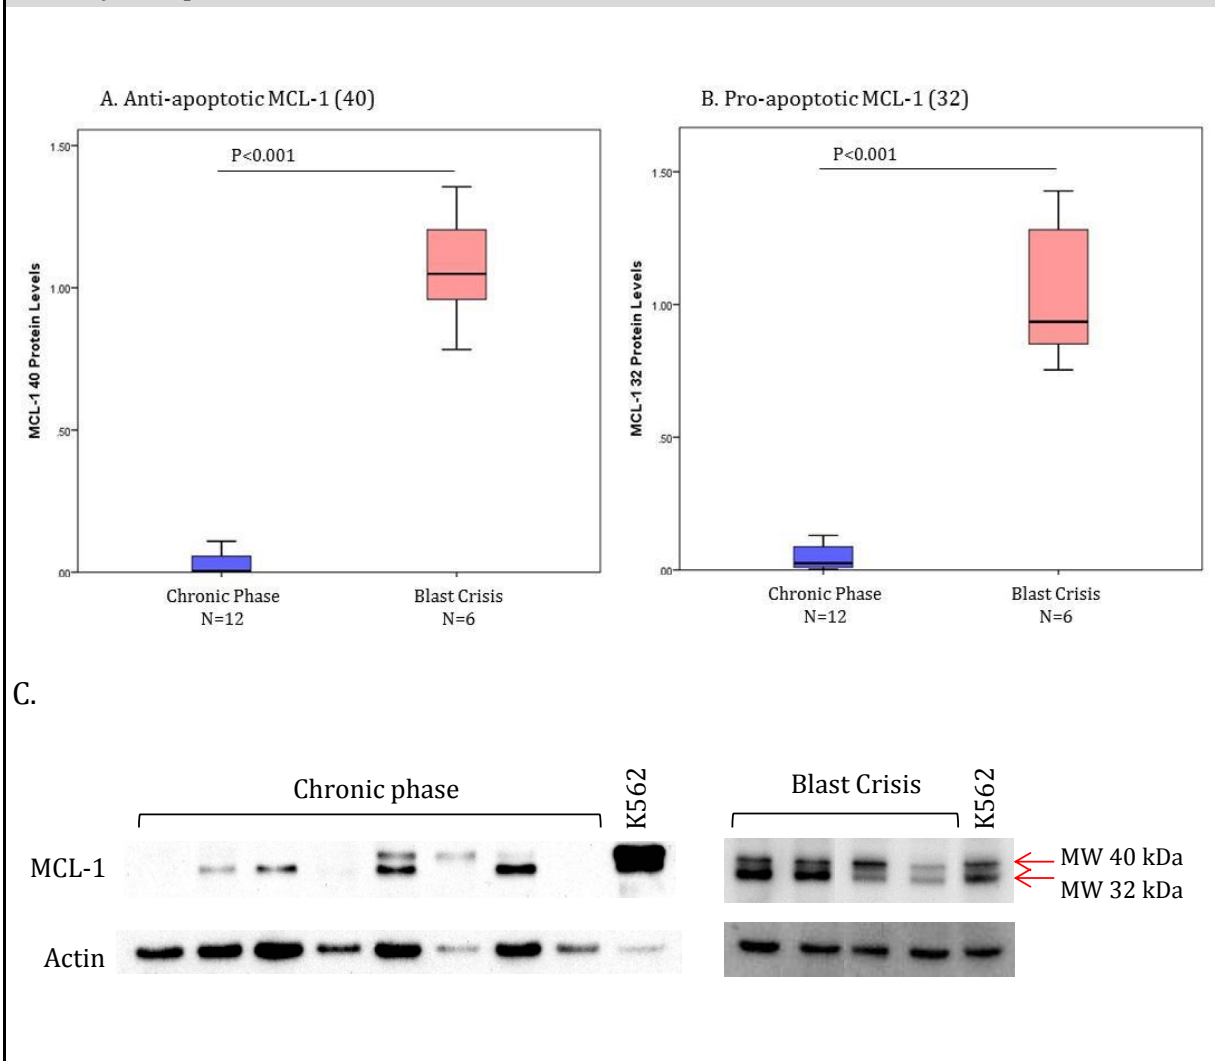 A. Anti-apoptotic MCL-1 (40)
B. Pro-apoptotic MCL-1 (32)
1.50
P<0.001
MCL-1 40 Protein Levels
1.00
.50
.00
Chronic Phase
N=12
Blast Crisis
N=6
1.50
P<0.001
MCL-1 32 Protein Levels
1.00
.50
.00
Chronic Phase
N=12
Blast Crisis
N=6
C.
Chronic phase
K562
Blast Crisis
K562
MCL-1
MW 40 kDa
MW 32 kDa
Actin